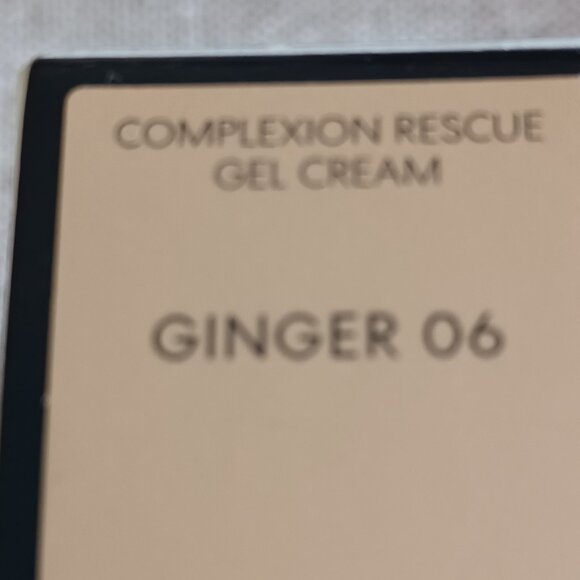 COMPLEXION RESCUE
GEL CREAM
GINGER 06